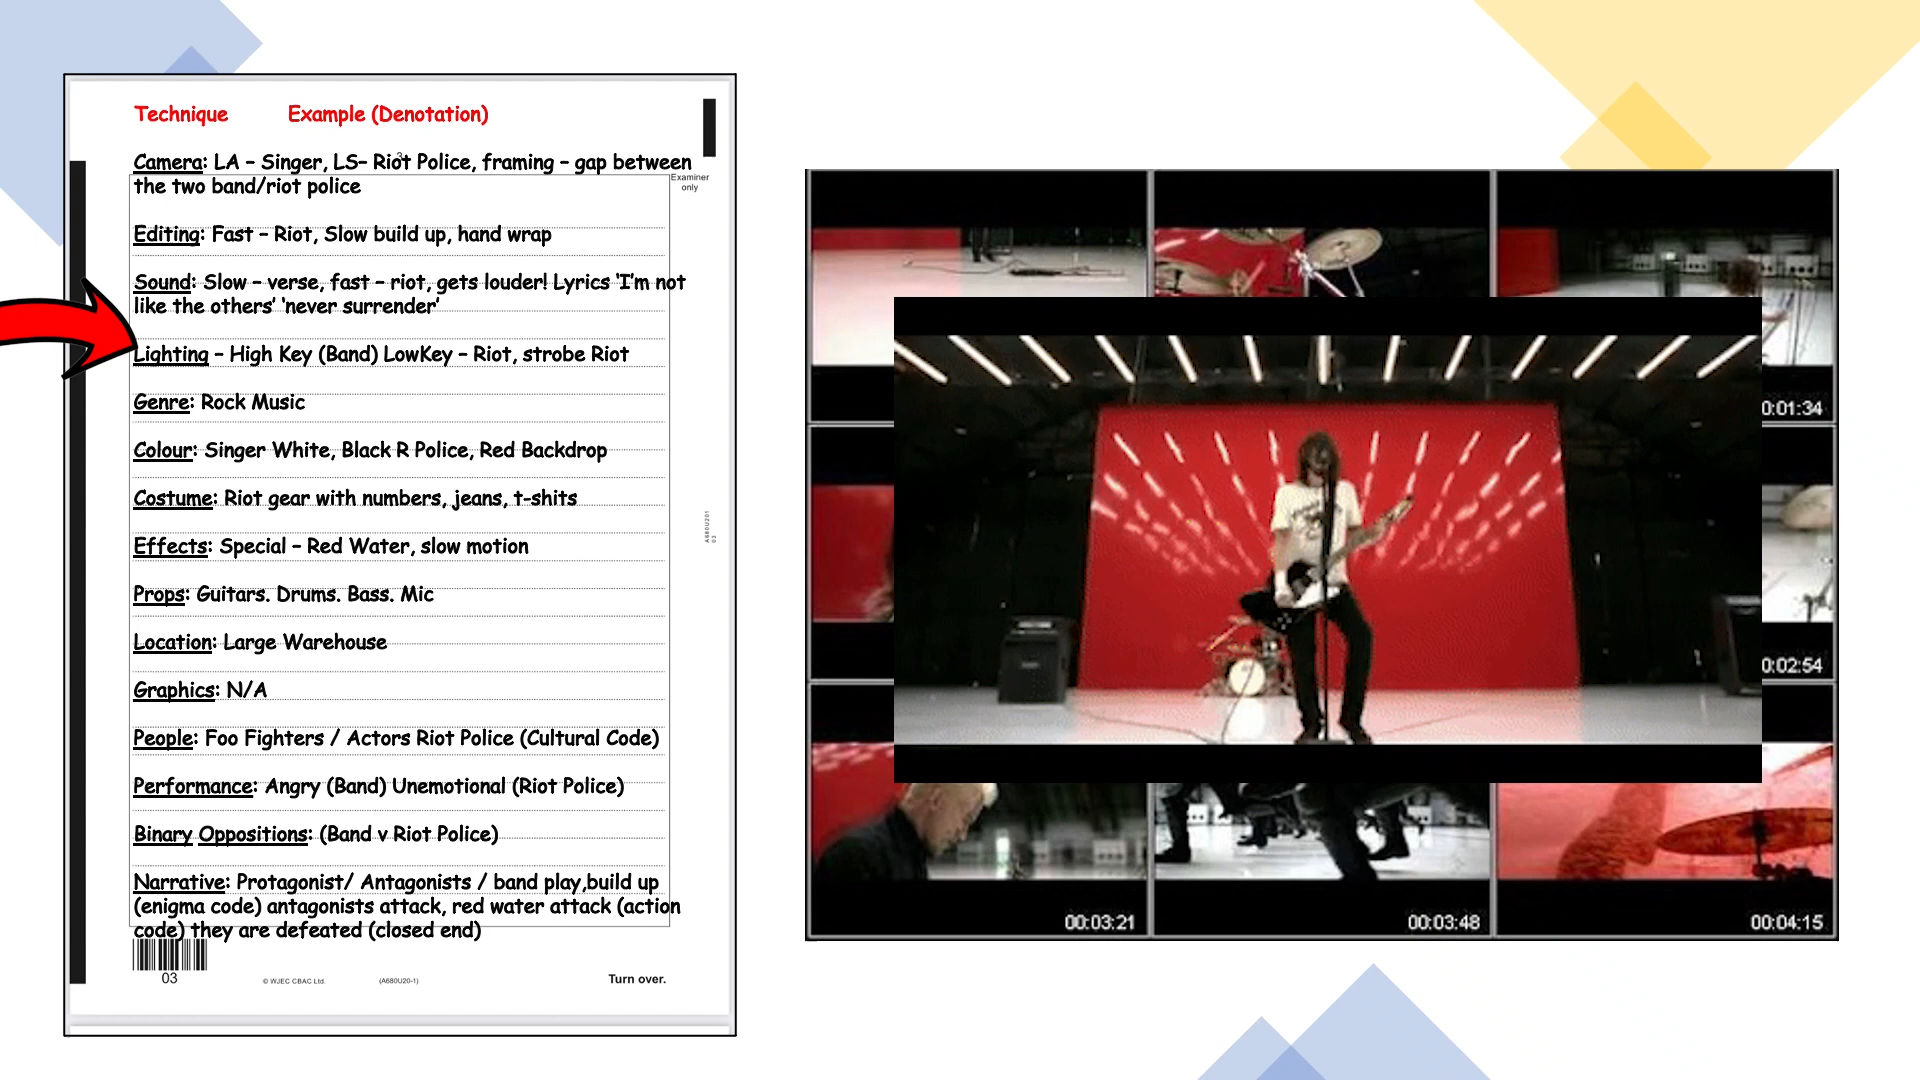 Technique Example (Denotation)
3
Camera: LA – Singer, LS– Riot Police, framing – gap between
the two band/riot police
Examiner
only
Editing: Fast – Riot, Slow build up, hand wrap
Sound: Slow – verse, fast – riot, gets louder! Lyrics ‘I’m not
like the others’ ‘never surrender’
Lighting – High Key (Band) LowKey – Riot, strobe Riot
Genre: Rock Music
Colour: Singer White, Black R Police, Red Backdrop
Costume: Riot gear with numbers, jeans, t-shits
A680U201
03
Effects: Special – Red Water, slow motion
Props: Guitars. Drums. Bass. Mic
Location: Large Warehouse
Graphics: N/A
People: Foo Fighters / Actors Riot Police (Cultural Code)
Performance: Angry (Band) Unemotional (Riot Police)
Binary Oppositions: (Band v Riot Police)
Narrative: Protagonist/ Antagonists / band play,build up
(enigma code) antagonists attack, red water attack (action
code) they are defeated (closed end)
03
© WJEC CBAC Ltd. (A680U20-1) Turn over.
0:01:34
0:02:54
00:03:21 00:03:48 00:04:15